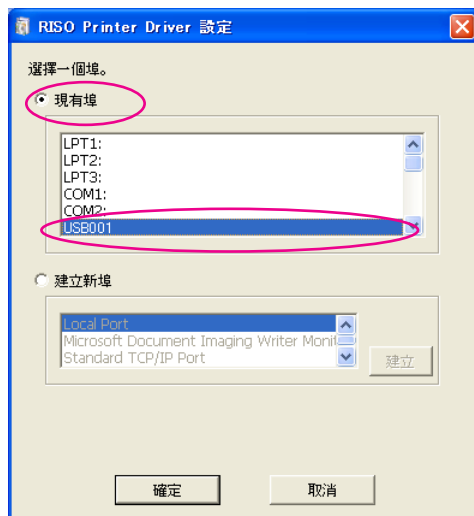 RISO Printer Driver 設定
選擇一個埠。
現有埠
LPT1:
LPT2:
LPT3:
COM1:
COM2:
USB001
建立新埠
Local Port
Microsoft Document Imaging Writer Monit
Standard TCP/IP Port
建立
確定
取消